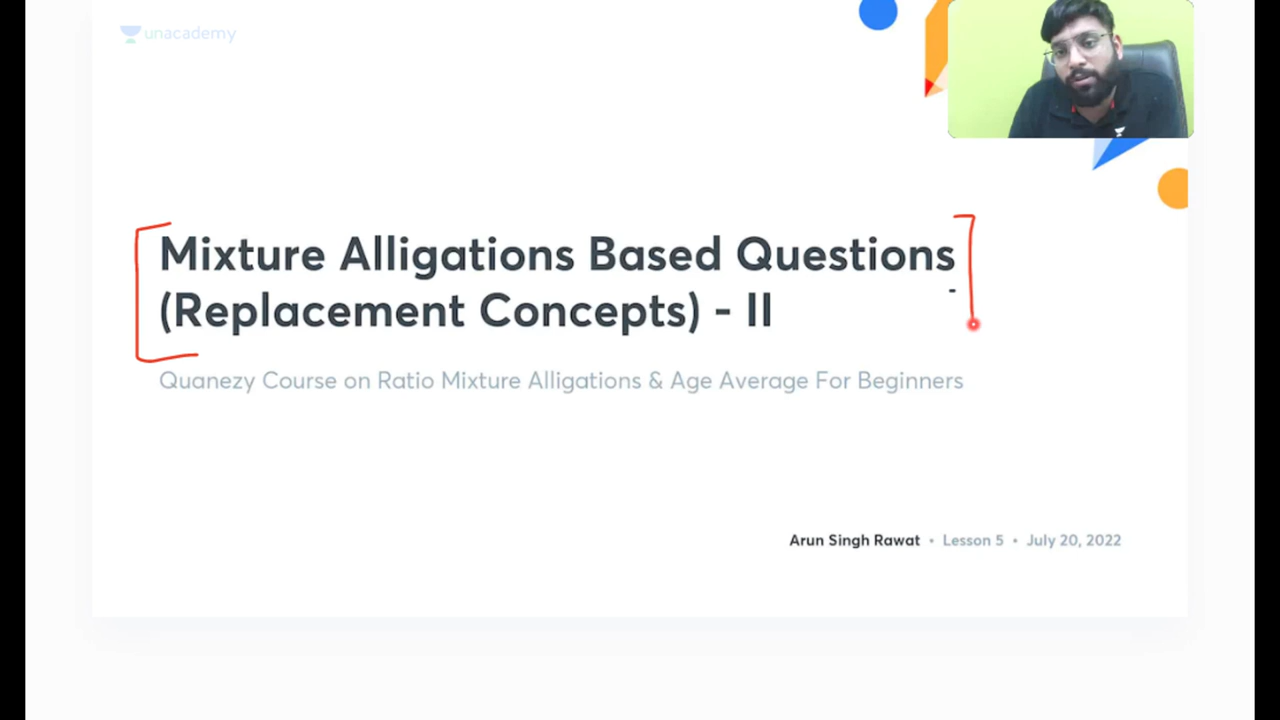 unacademy
Mixture Alligations Based Questions
(Replacement Concepts) - II
Quanezy Course on Ratio Mixture Alligations & Age Average For Beginners
Arun Singh Rawat • Lesson 5 • July 20, 2022